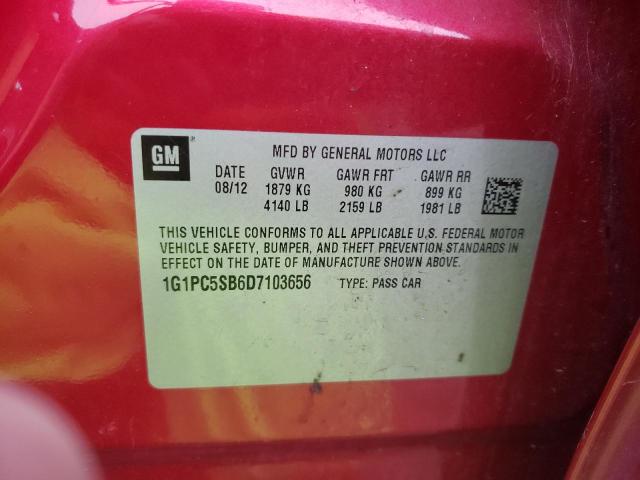 GM
MFD BY GENERAL MOTORS LLC
DATE GVWR GAWR FRT GAWR RR
08/12 1879 KG 980 KG 899 KG
4140 LB 2159 LB 1981 LB
THIS VEHICLE CONFORMS TO ALL APPLICABLE U.S. FEDERAL MOTOR
VEHICLE SAFETY, BUMPER, AND THEFT PREVENTION STANDARDS IN
EFFECT ON THE DATE OF MANUFACTURE SHOWN ABOVE.
1G1PC5SB6D7103656 TYPE: PASS CAR